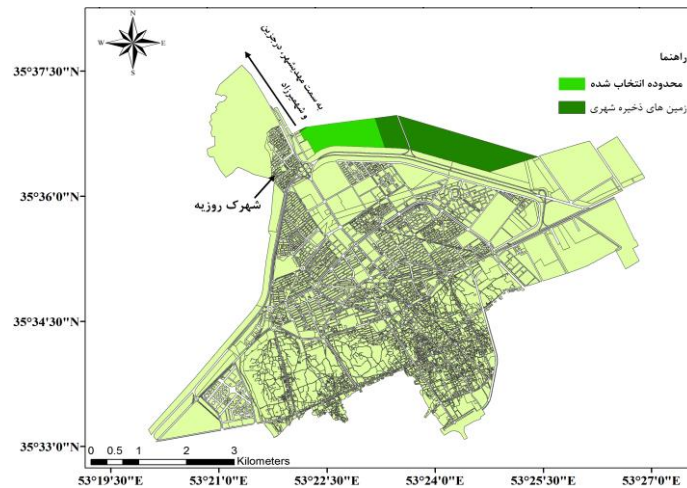 N
W E
S
راهنما
محدوده انتخاب شده
زمین های ذخیره شهری
به سمت مهدیشهر، درجزین
و شهمیرزاد
شهرک روزیه
35°37'30"N
35°36'0"N
35°34'30"N
35°33'0"N
0 0.5 1 2 3
Kilometers
53°19'30"E 53°21'0"E 53°22'30"E 53°24'0"E 53°25'30"E 53°27'0"E